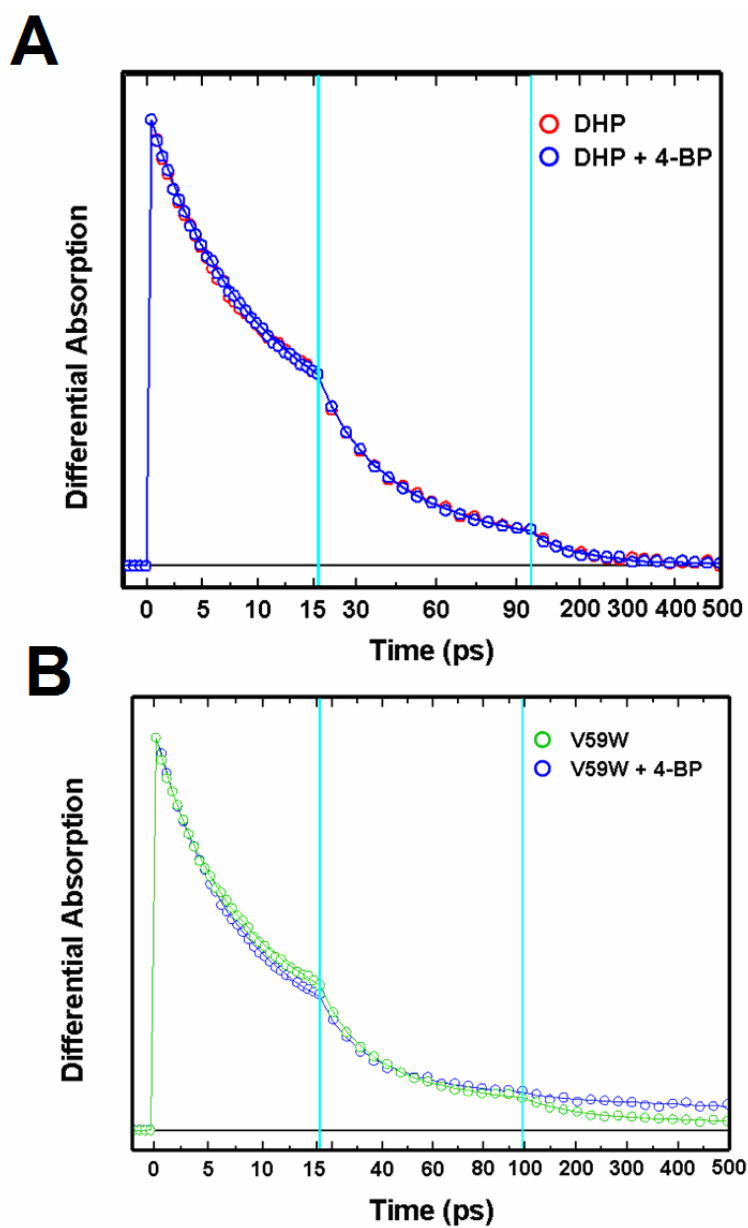 A
DHP
DHP + 4-BP
Differential Absorption
0 5 10 15 30 60 90 200 300 400 500
Time (ps)
B
V59W
V59W + 4-BP
Differential Absorption
0 5 10 15 40 60 80 100 200 300 400 500
Time (ps)